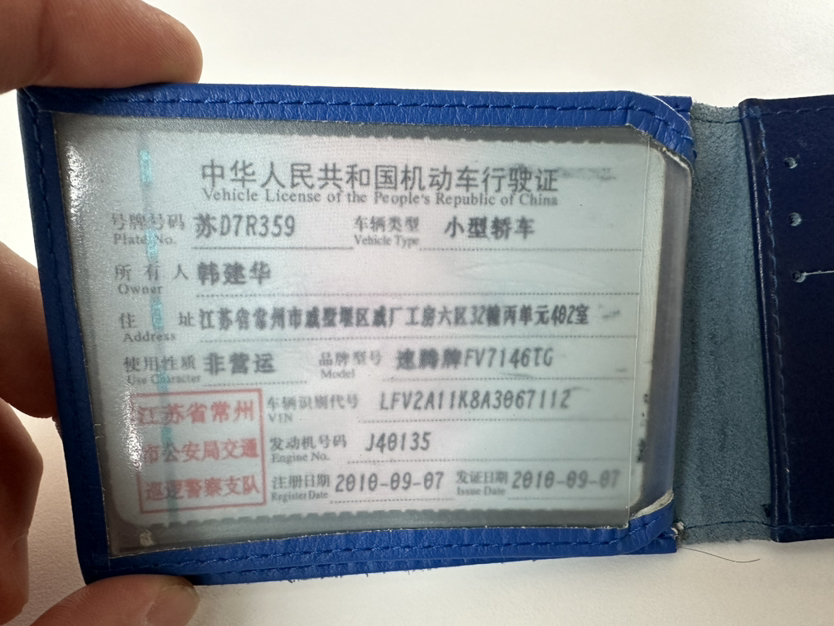 中华人民共和国机动车行驶证
Vehicle License of the People's Republic of China
号牌号码 苏D7R359 车辆类型 小型轿车
Plate No. Vehicle Type
所有人 韩建华
Owner
住址 江苏省常州市戚墅堰区戚厂工房六区32幢丙单元402室
Address
使用性质 非营运 品牌型号 速腾牌FV7146TG
Use Character Model
江苏省常州 车辆识别代号 LFV2A11K8A3067112
VIN
市公安局交通 发动机号码 J40135
Engine No.
巡逻警察支队 注册日期 2010-09-07 发证日期 2010-09-07
Register Date Issue Date